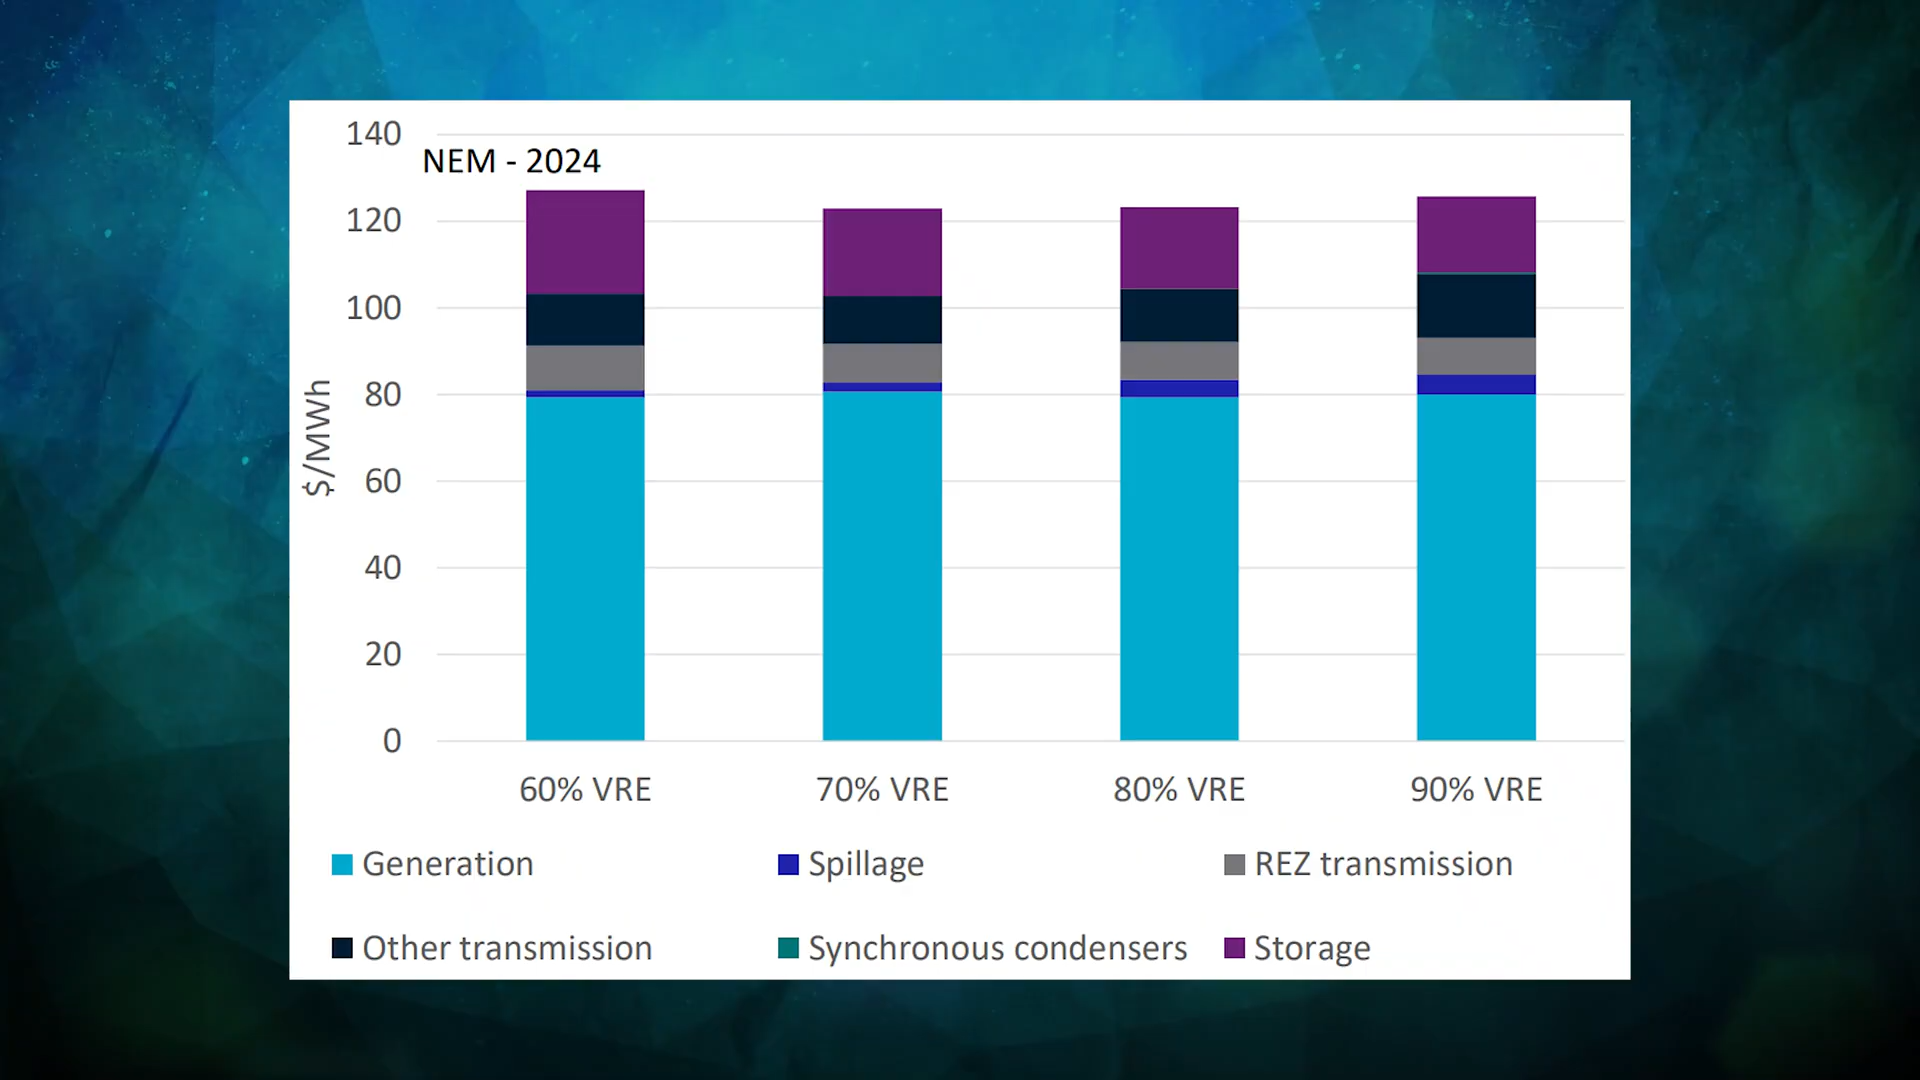 140
NEM - 2024
120
100
80
60
40
20
0
$/MWh
60% VRE 70% VRE 80% VRE 90% VRE
Generation Spillage REZ transmission
Other transmission Synchronous condensers Storage